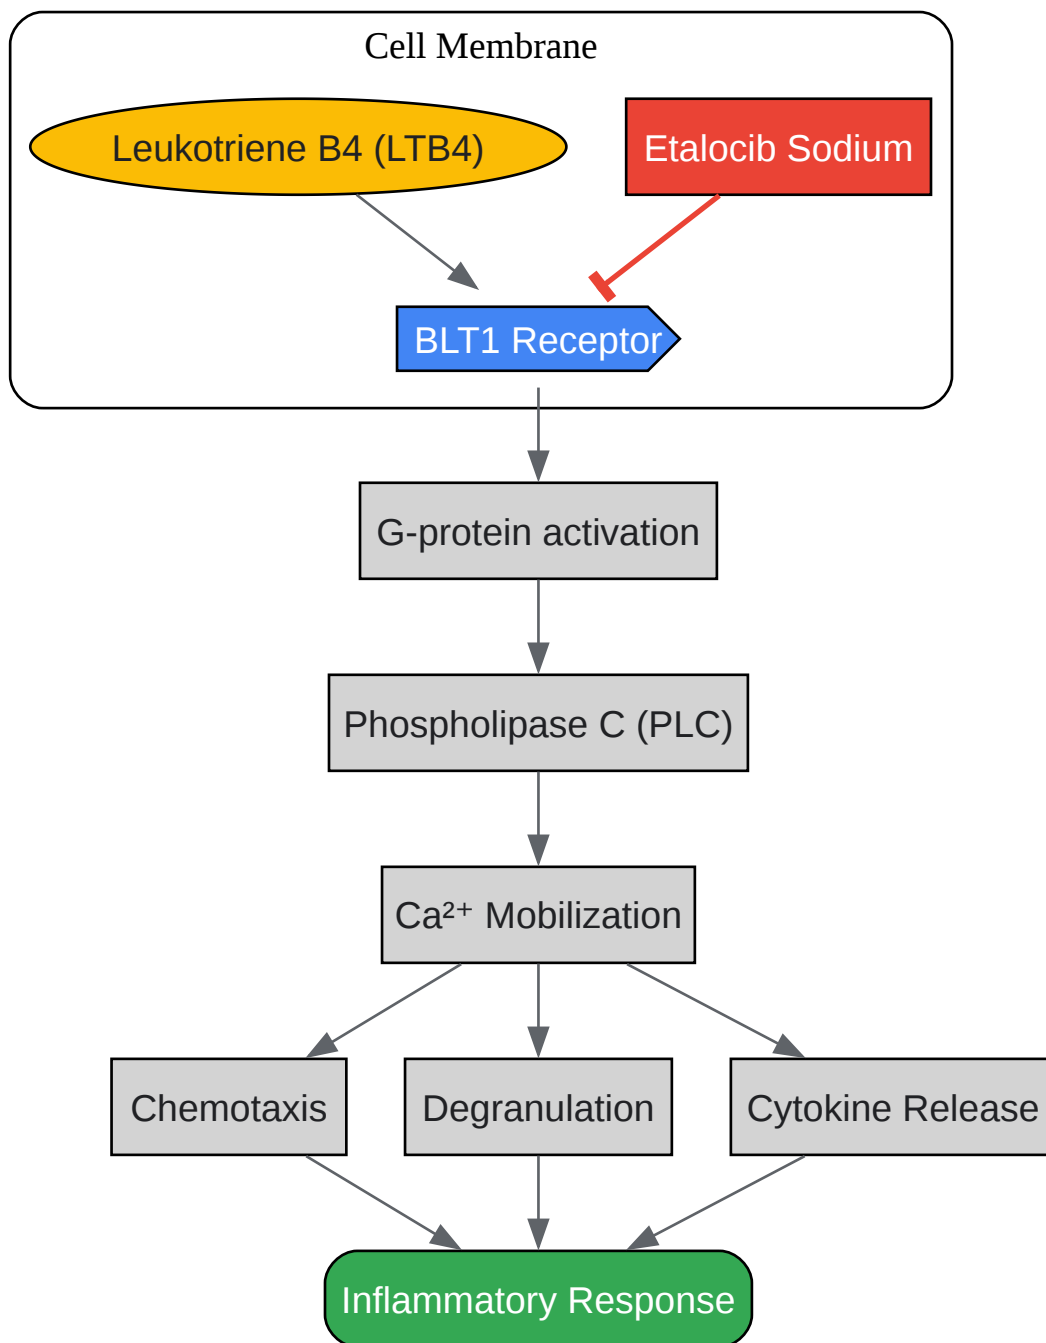 Cell Membrane
Leukotriene B4 (LTB4)
Etalocib Sodium
BLT1 Receptor
G-protein activation
Phospholipase C (PLC)
Ca²⁺ Mobilization
Chemotaxis
Degranulation
Cytokine Release
Inflammatory Response